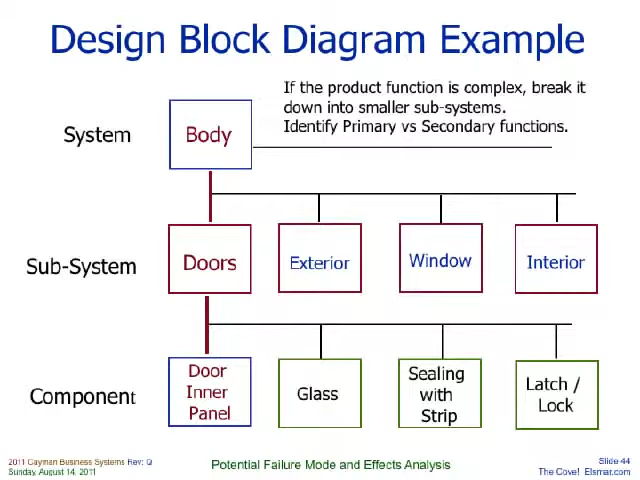 Design Block Diagram Example
If the product function is complex, break it
down into smaller sub-systems.
Identify Primary vs Secondary functions.
System
Body
Sub-System
Doors
Exterior
Window
Interior
Component
Door
Inner
Panel
Glass
Sealing
with
Strip
Latch /
Lock
2011 Cayman Business Systems Rev: Q
Sunday, August 14, 2011
Potential Failure Mode and Effects Analysis
Slide 44
The Cove! Elsmar.com